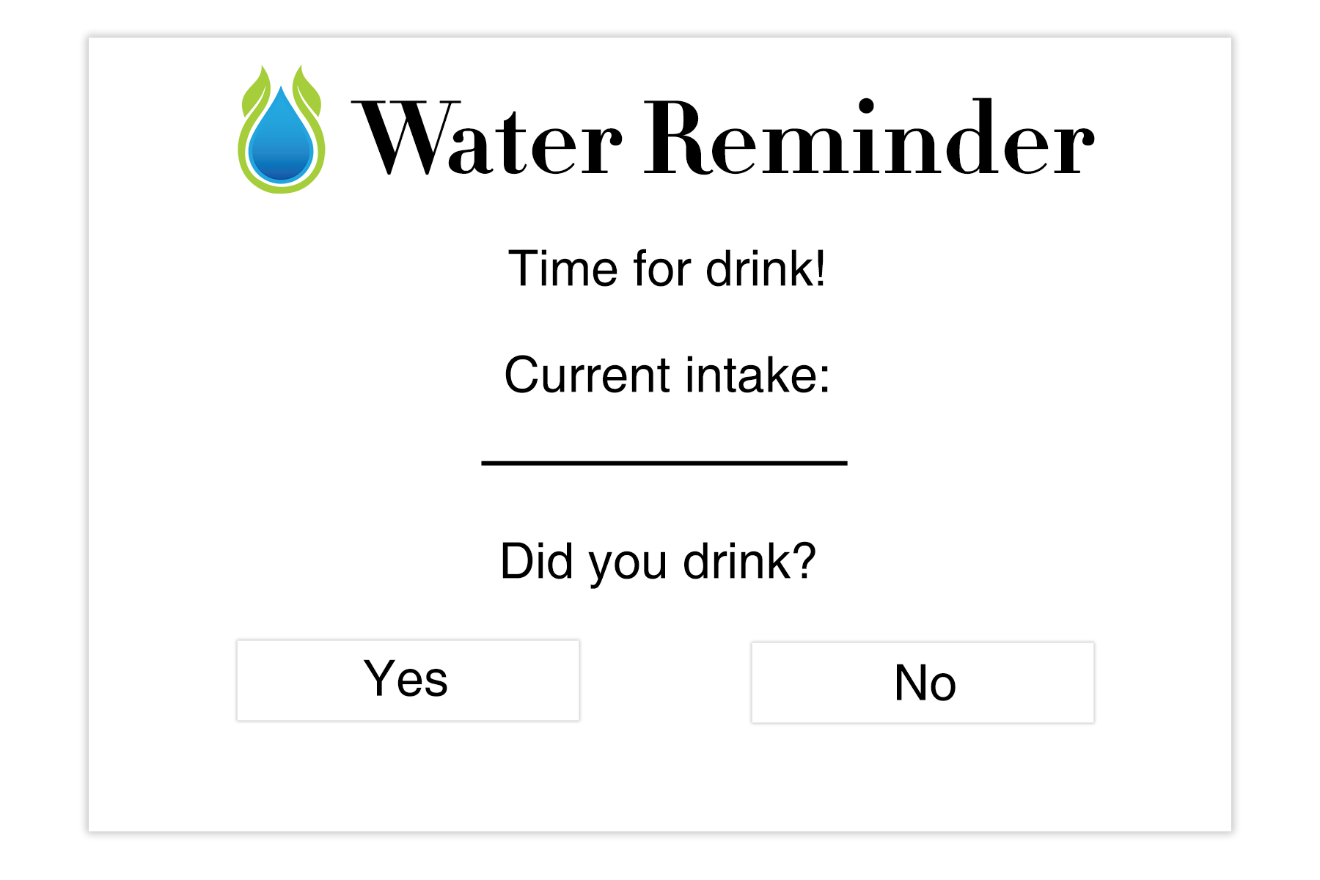 Water Reminder
Time for drink!
Current intake:
Did you drink?
Yes
No